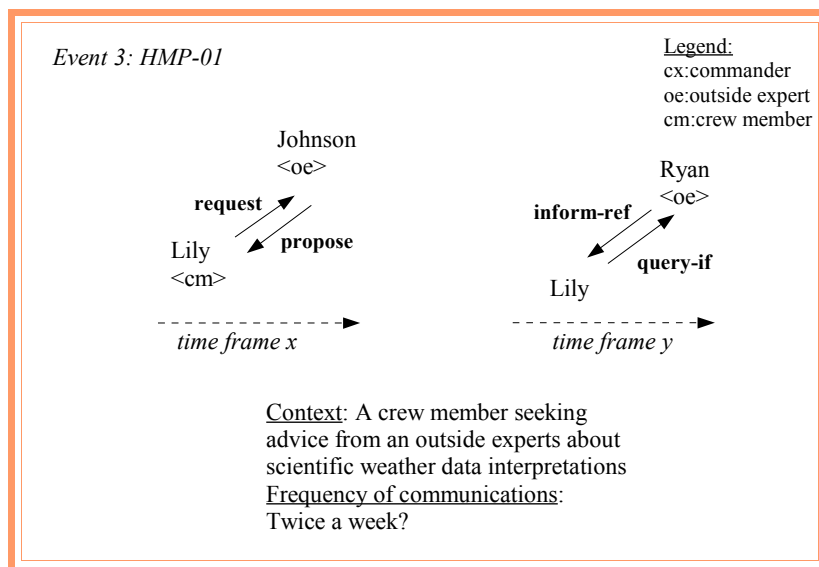 Event 3: HMP-01
Legend:
cx:commander
oe:outside expert
cm:crew member
Johnson
<oe>
request
propose
Lily
<cm>
time frame x
Ryan
<oe>
inform-ref
query-if
Lily
time frame y
Context: A crew member seeking
advice from an outside experts about
scientific weather data interpretations
Frequency of communications:
Twice a week?